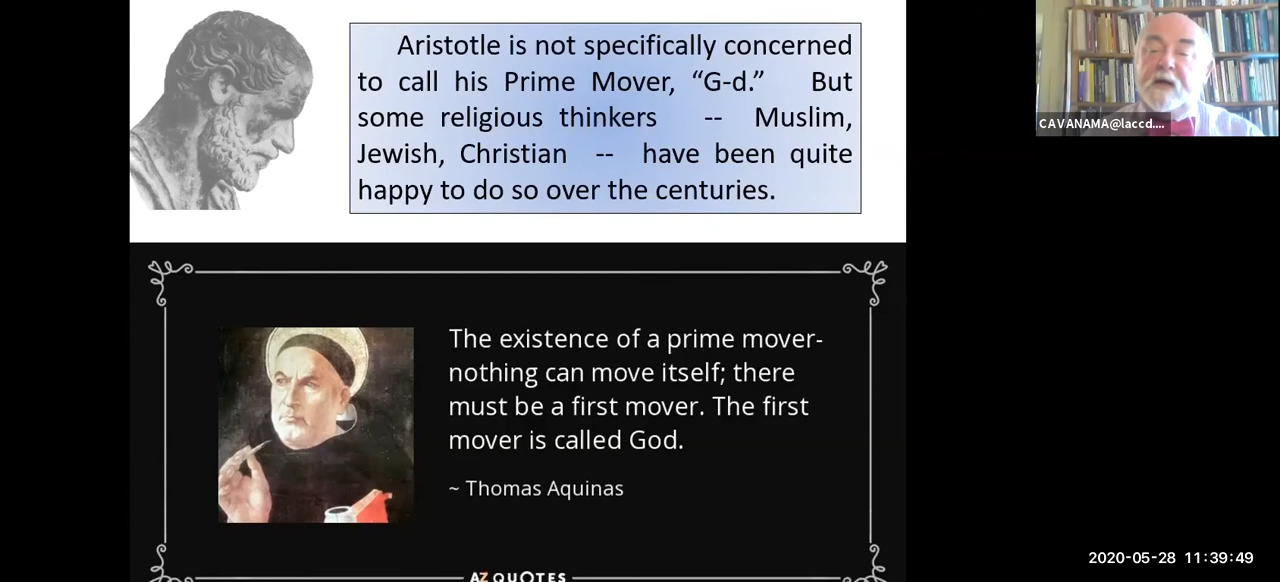 Aristotle is not specifically concerned
to call his Prime Mover, “G-d.” But
some religious thinkers -- Muslim,
Jewish, Christian -- have been quite
happy to do so over the centuries.
CAVANAMA@laccd....
The existence of a prime mover-
nothing can move itself; there
must be a first mover. The first
mover is called God.
~ Thomas Aquinas
AZ QUOTES
2020-05-28 11:39:49